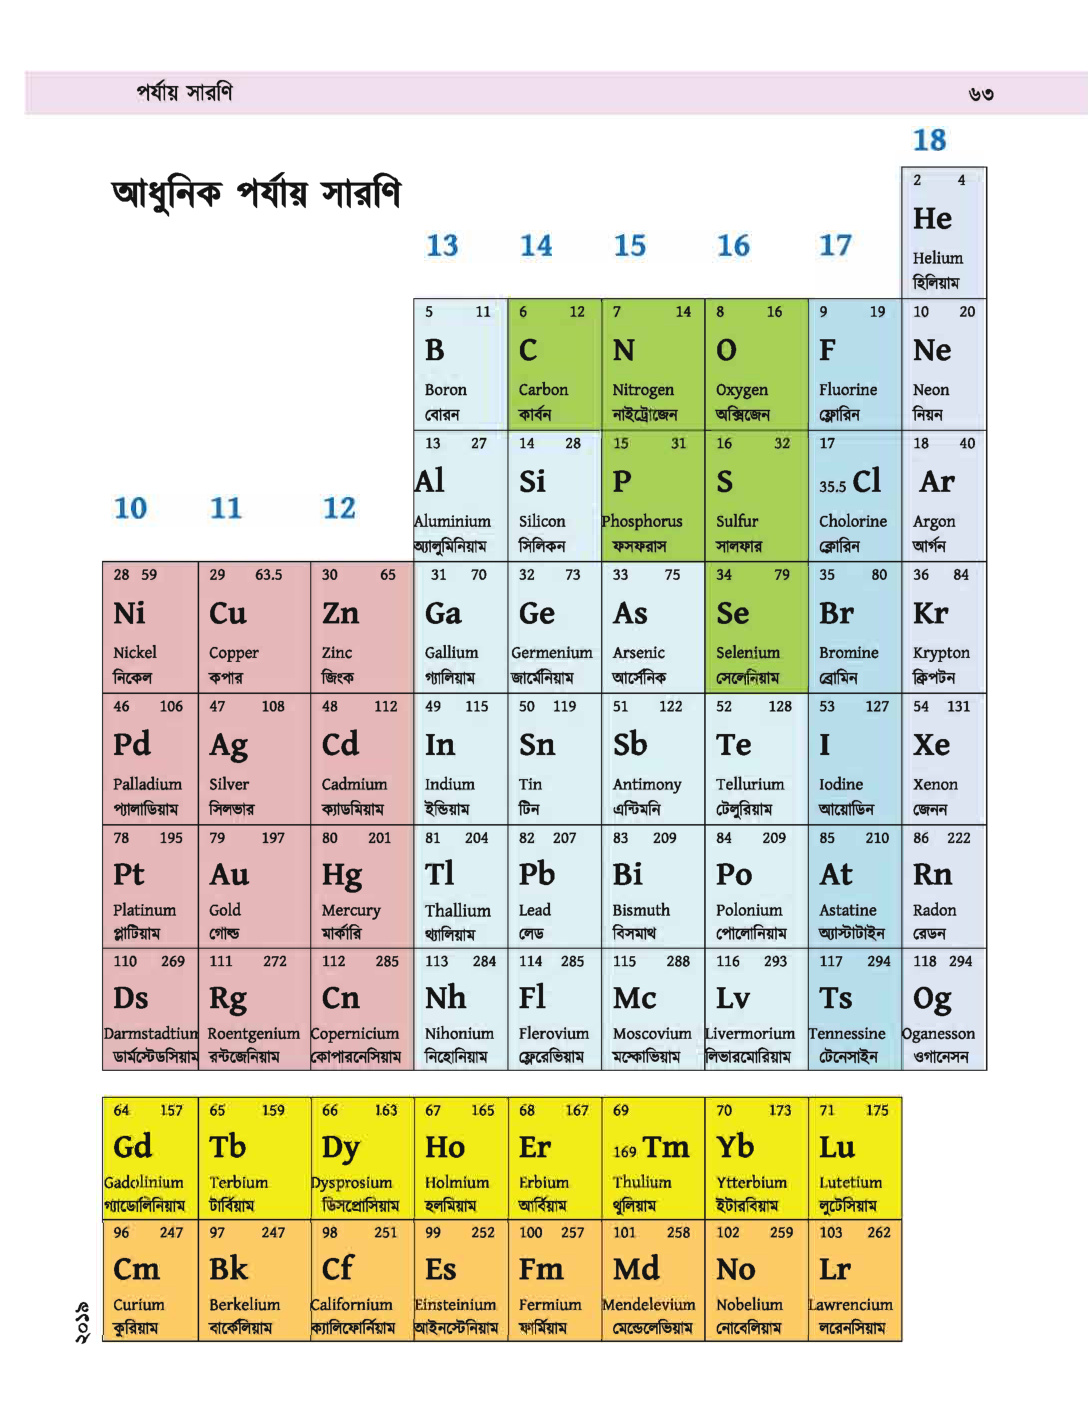 পর্যায় সারণি ৬৩
18
আধুনিক পর্যায় সারণি
2 4
He
Helium
হিলিয়াম
13 14 15 16 17
5 11 6 12 7 14 8 16 9 19 10 20
B C N O F Ne
Boron Carbon Nitrogen Oxygen Fluorine Neon
বোরন কার্বন নাইট্রোজেন অক্সিজেন ফ্লোরিন নিয়ন
13 27 14 28 15 31 16 32 17 18 40
Al Si P S 35.5 Cl Ar
10 11 12
Aluminium Silicon Phosphorus Sulfur Cholorine Argon
অ্যালুমিনিয়াম সিলিকন ফসফরাস সালফার ক্লোরিন আর্গন
28 59 29 63.5 30 65 31 70 32 73 33 75 34 79 35 80 36 84
Ni Cu Zn Ga Ge As Se Br Kr
Nickel Copper Zinc Gallium Germenium Arsenic Selenium Bromine Krypton
নিকেল কপার জিংক গ্যালিয়াম জার্মেনিয়াম আর্সেনিক সেলেনিয়াম ব্রোমিন ক্রিপটন
46 106 47 108 48 112 49 115 50 119 51 122 52 128 53 127 54 131
Pd Ag Cd In Sn Sb Te I Xe
Palladium Silver Cadmium Indium Tin Antimony Tellurium Iodine Xenon
প্যালাডিয়াম সিলভার ক্যাডমিয়াম ইন্ডিয়াম টিন এন্টিমনি টেলুরিয়াম আয়োডিন জেনন
78 195 79 197 80 201 81 204 82 207 83 209 84 209 85 210 86 222
Pt Au Hg Tl Pb Bi Po At Rn
Platinum Gold Mercury Thallium Lead Bismuth Polonium Astatine Radon
প্লাটিয়াম গোল্ড মার্কারি থ্যালিয়াম লেড বিসমাথ পোলোনিয়াম অ্যাস্টাটাইন রেডন
110 269 111 272 112 285 113 284 114 285 115 288 116 293 117 294 118 294
Ds Rg Cn Nh Fl Mc Lv Ts Og
Darmstadtium Roentgenium Copernicium Nihonium Flerovium Moscovium Livermorium Tennessine Oganesson
ডার্মস্টেডসিয়াম রন্টজেনিয়াম কোপারনেসিয়াম নিহোনিয়াম ফ্লেরেভিয়াম মস্কোভিয়াম লিভারমোরিয়াম টেনেসাইন ওগানেসন
64 157 65 159 66 163 67 165 68 167 69 70 173 71 175
Gd Tb Dy Ho Er 169 Tm Yb Lu
Gadolinium Terbium Dysprosium Holmium Erbium Thulium Ytterbium Lutetium
গ্যাডোলিনিয়াম টার্বিয়াম ডিসপ্রোসিয়াম হলমিয়াম আর্বিয়াম থুলিয়াম ইটারবিয়াম লুটেসিয়াম
96 247 97 247 98 251 99 252 100 257 101 258 102 259 103 262
Cm Bk Cf Es Fm Md No Lr
Curium Berkelium Californium Einsteinium Fermium Mendelevium Nobelium Lawrencium
কুরিয়াম বার্কেলিয়াম ক্যালিফোর্নিয়াম আইনস্টেনিয়াম ফার্মিয়াম মেন্ডেলেভিয়াম নোবেলিয়াম লরেনসিয়াম
২০১৯